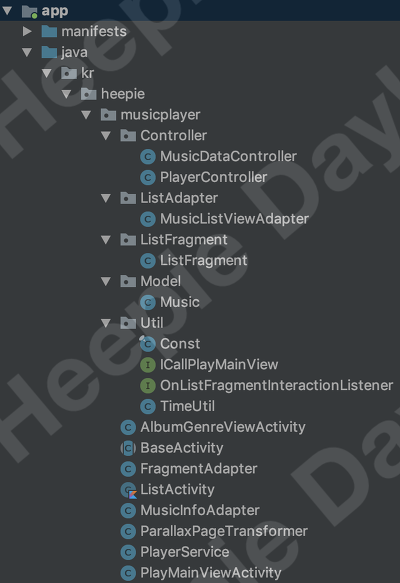 app
manifests
java
kr
heepie
musicplayer
Controller
MusicDataController
PlayerController
ListAdapter
MusicListViewAdapter
ListFragment
ListFragment
Model
Music
Util
Const
ICallPlayMainView
OnListFragmentInteractionListener
TimeUtil
AlbumGenreViewActivity
BaseActivity
FragmentAdapter
ListActivity
MusicInfoAdapter
ParallaxPageTransformer
PlayerService
PlayMainViewActivity